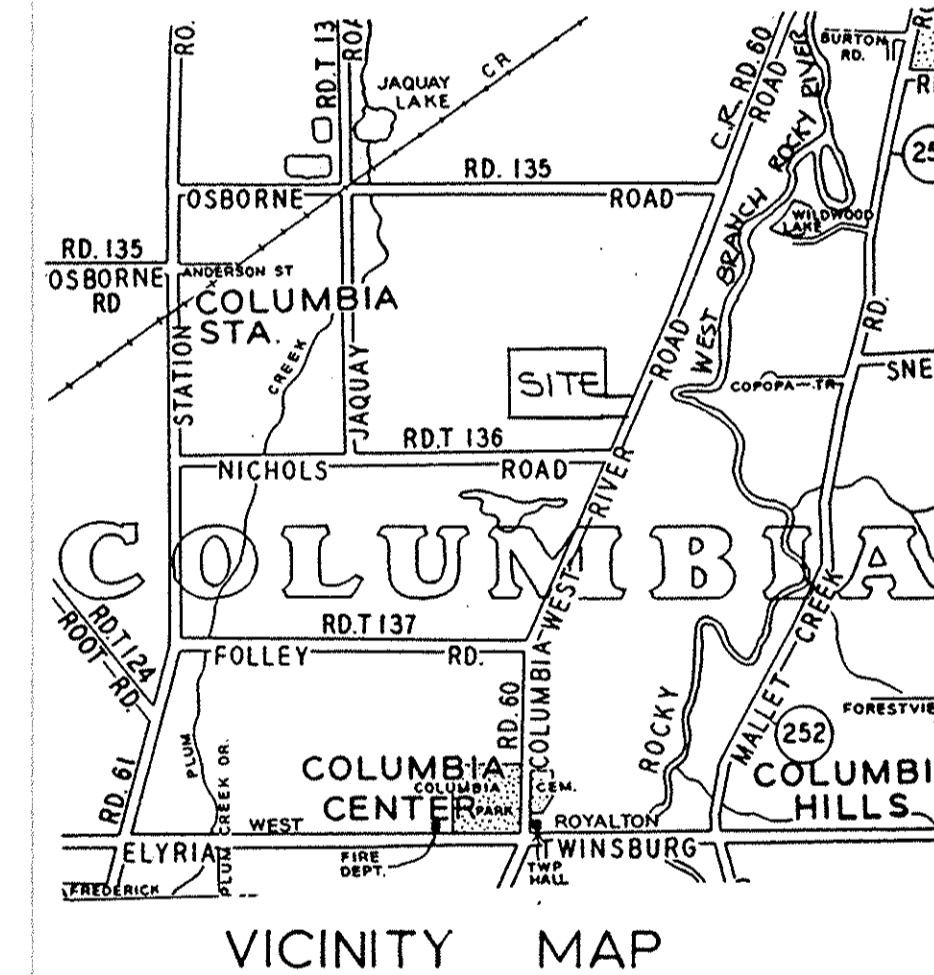 RD.
RD.T 13
ROA
JAQUAY
LAKE
CR
C.R. RD. 60
ROAD
WEST BRANCH ROCKY RIVER
BURTON
RD.
RD. 135
OSBORNE
ROAD
WILDWOOD
LAKE
RD. 135
OSBORNE
RD
ANDERSON ST
COLUMBIA
STA.
STATION
CREEK
JAQUAY
SITE
ROAD
RD.
COPOPA TR
SNE
RD.T 136
NICHOLS
ROAD
RIVER
COLUMBIA
RD.T 124
ROOT RD.
RD.T 137
FOLLEY
RD.
COLUMBIA WEST
RD. 60
ROCKY
MALLET CREEK
252
FORESTVIE
RD. 61
PLUM
PLUM CREEK DR.
COLUMBIA
CENTER
COLUMBIA
PARK
CEM.
COLUMBI
HILLS
WEST
ROYALTON
ELYRIA
TWINSBURG
FIRE
DEPT.
TWP
HALL
FREDERICK
VICINITY MAP